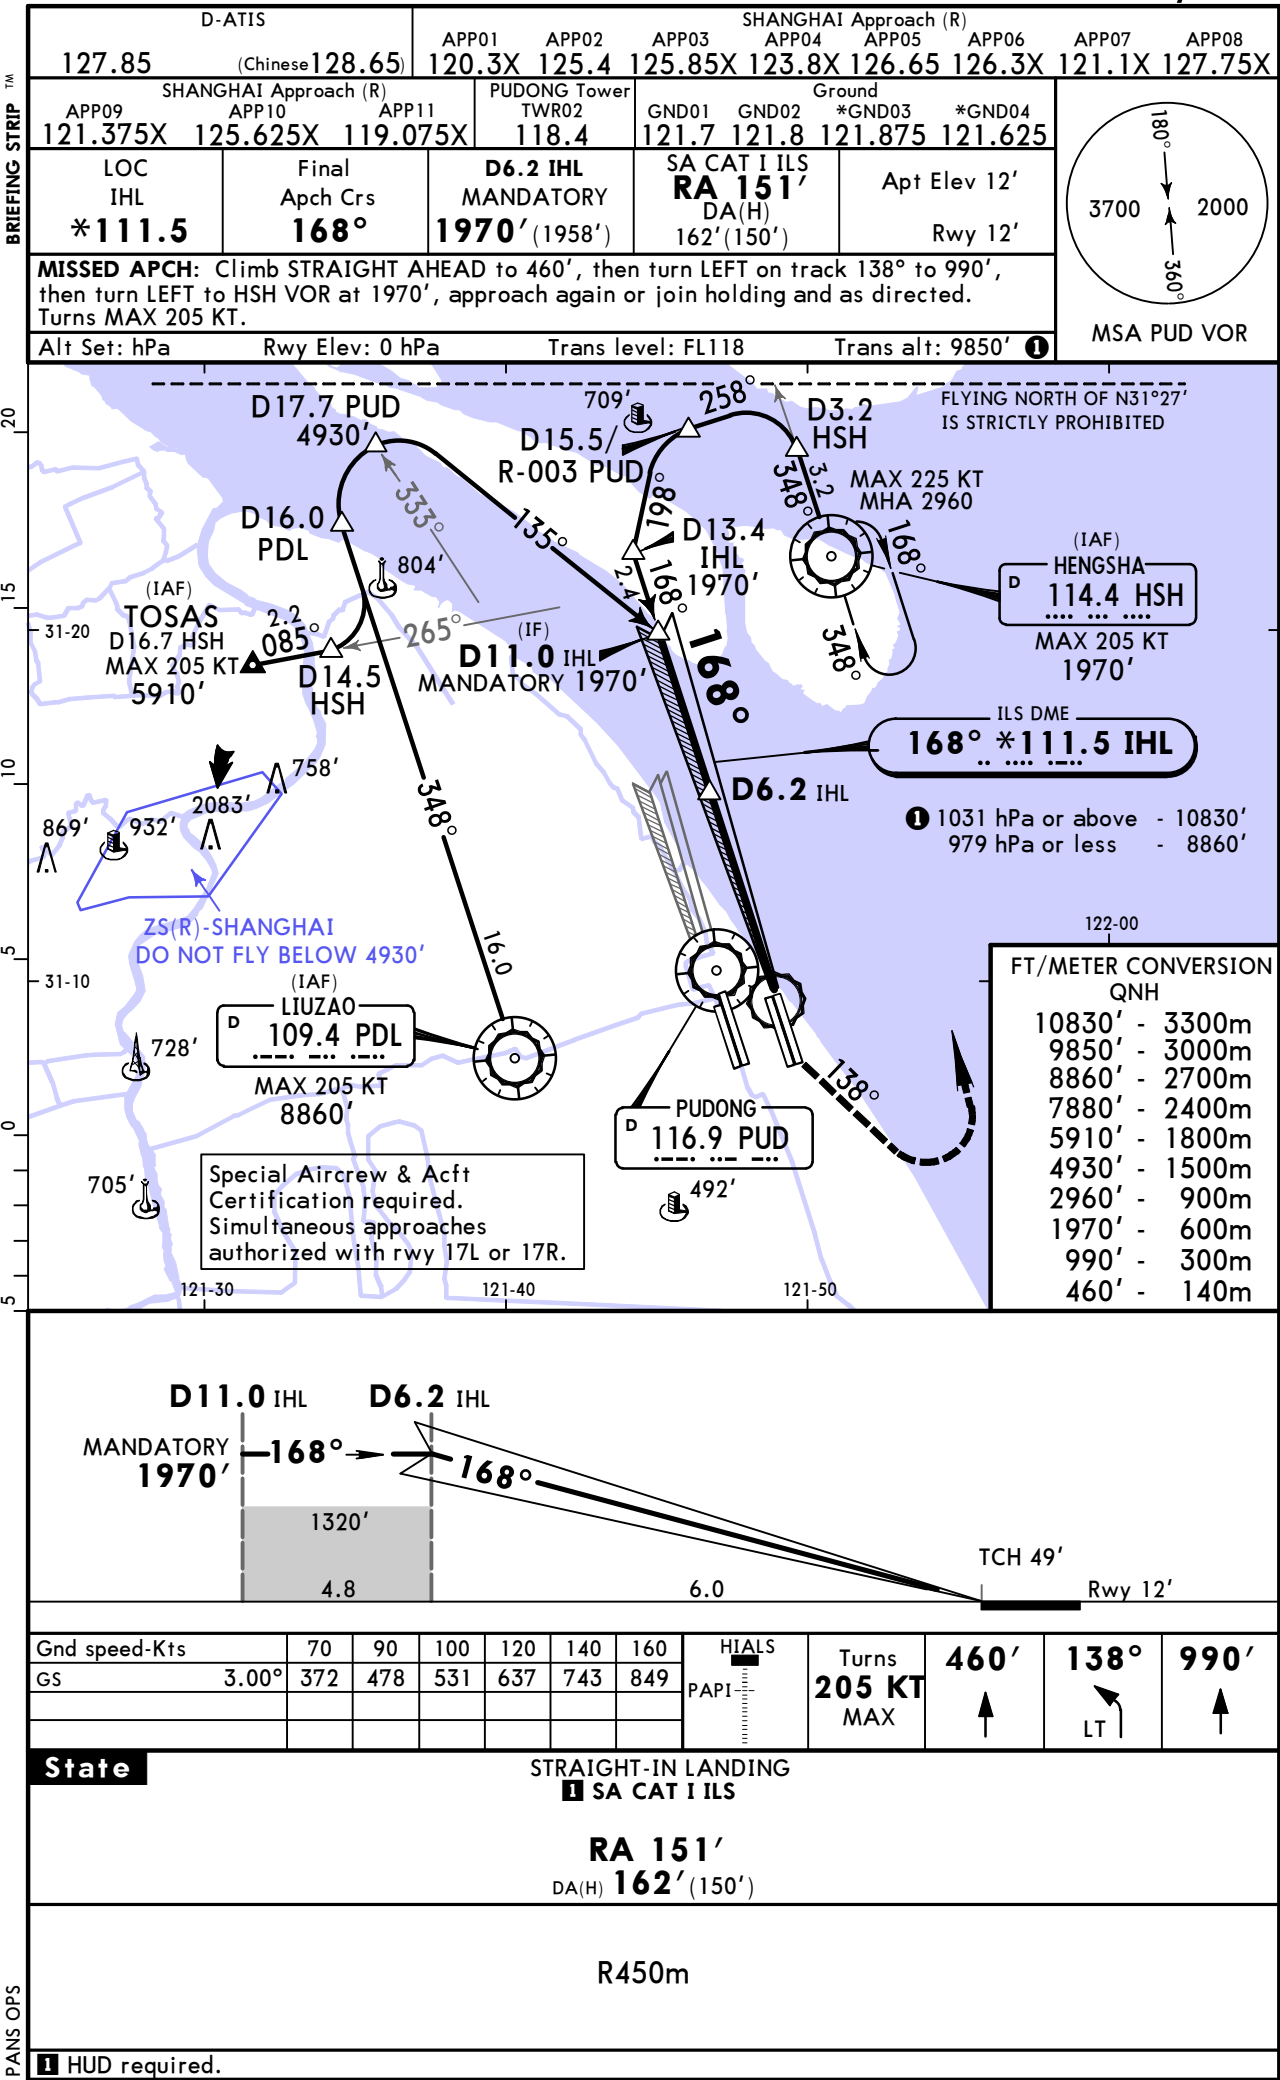 BRIEFING STRIP TM
D-ATIS
127.85 (Chinese 128.65)
SHANGHAI Approach (R)
APP01 APP02 APP03 APP04 APP05 APP06 APP07 APP08
120.3X 125.4 125.85X 123.8X 126.65 126.3X 121.1X 127.75X
SHANGHAI Approach (R)
APP09 APP10 APP11
121.375X 125.625X 119.075X
PUDONG Tower
TWR02
118.4
Ground
GND01 GND02 *GND03 *GND04
121.7 121.8 121.875 121.625
LOC
IHL
*111.5
Final
Apch Crs
168°
D6.2 IHL
MANDATORY
1970′ (1958′)
SA CAT I ILS
RA 151′
DA(H)
162′(150′)
Apt Elev 12′
Rwy 12′
180°
3700 2000
360°
MSA PUD VOR
MISSED APCH: Climb STRAIGHT AHEAD to 460′, then turn LEFT on track 138° to 990′,
then turn LEFT to HSH VOR at 1970′, approach again or join holding and as directed.
Turns MAX 205 KT.
Alt Set: hPa Rwy Elev: 0 hPa Trans level: FL118 Trans alt: 9850′ 1
FLYING NORTH OF N31°27′
IS STRICTLY PROHIBITED
D17.7 PUD
4930′
709′
258°
D3.2
HSH
D15.5/
R-003 PUD
3.2
348°
MAX 225 KT
MHA 2960
333°
198°
168°
D16.0
PDL
135°
D13.4
IHL
1970′
2.4
168°
(IAF)
HENGSHA
D 114.4 HSH
MAX 205 KT
1970′
804′
(IAF)
TOSAS
D16.7 HSH
MAX 205 KT
5910′
2.2
085°
265°
D14.5
HSH
(IF)
D11.0 IHL
MANDATORY 1970′
168°
348°
ILS DME
168° *111.5 IHL
D6.2 IHL
1 1031 hPa or above - 10830′
979 hPa or less - 8860′
758′
2083′
869′
932′
348°
16.0
ZS(R)-SHANGHAI
DO NOT FLY BELOW 4930′
(IAF)
LIUZAO
D 109.4 PDL
MAX 205 KT
8860′
728′
705′
PUDONG
D 116.9 PUD
492′
138°
Special Aircrew & Acft
Certification required.
Simultaneous approaches
authorized with rwy 17L or 17R.
20
15
10
5
0
5
31-20
31-10
121-30
121-40
121-50
122-00
FT/METER CONVERSION
QNH
10830′ - 3300m
9850′ - 3000m
8860′ - 2700m
7880′ - 2400m
5910′ - 1800m
4930′ - 1500m
2960′ - 900m
1970′ - 600m
990′ - 300m
460′ - 140m
D11.0 IHL D6.2 IHL
MANDATORY
1970′
168°
168°
1320′
4.8 6.0
TCH 49′
Rwy 12′
Gnd speed-Kts 70 90 100 120 140 160
GS 3.00° 372 478 531 637 743 849
HIALS
PAPI
Turns
205 KT
MAX
460′
138°
LT
990′
State
STRAIGHT-IN LANDING
1 SA CAT I ILS
RA 151′
DA(H) 162′(150′)
R450m
PANS OPS
1 HUD required.